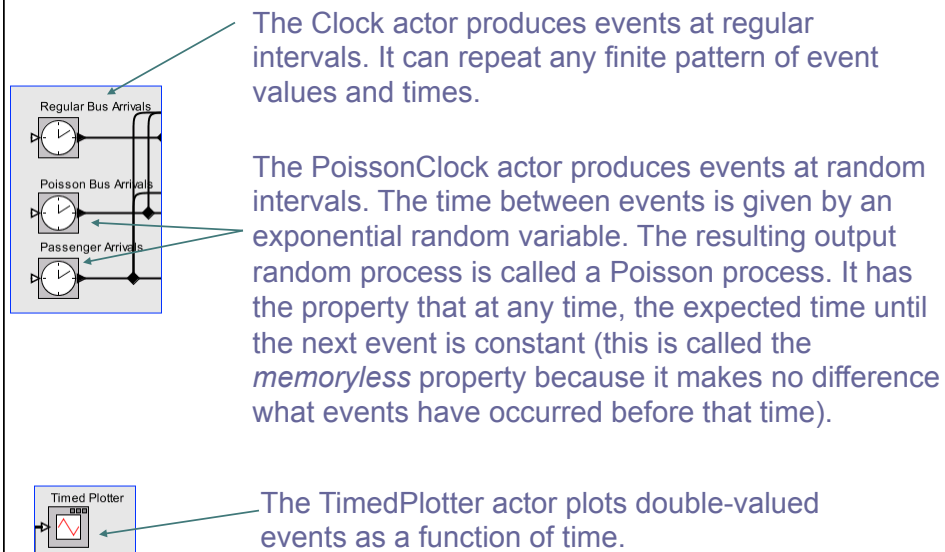 The Clock actor produces events at regular
intervals. It can repeat any finite pattern of event
values and times.
Regular Bus Arrivals
Poisson Bus Arrivals
Passenger Arrivals
The PoissonClock actor produces events at random
intervals. The time between events is given by an
exponential random variable. The resulting output
random process is called a Poisson process. It has
the property that at any time, the expected time until
the next event is constant (this is called the
memoryless property because it makes no difference
what events have occurred before that time).
Timed Plotter
The TimedPlotter actor plots double-valued
events as a function of time.